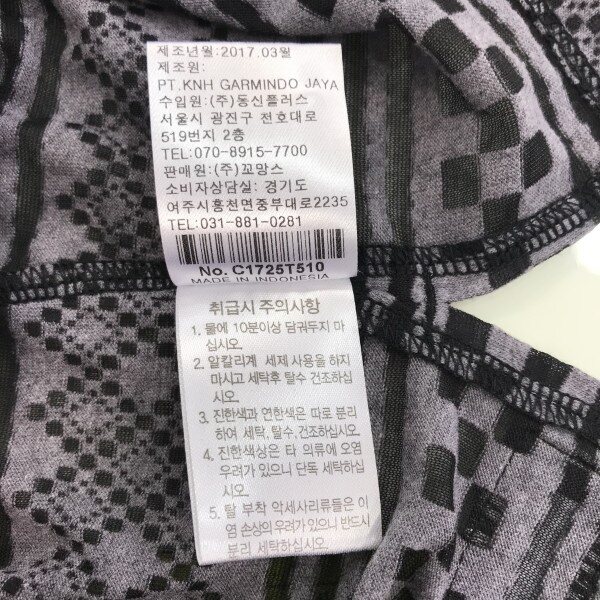 제조년월:2017.03월
제조원:
PT.KNH GARMINDO JAYA
수입원:(주)동신플러스
서울시 광진구 천호대로
519번지 2층
TEL:070-8915-7700
판매원:(주)꼬망스
소비자상담실:경기도
여주시흥천면중부대로2235
TEL:031-881-0281
No. C1725T510
MADE IN INDONESIA
취급시 주의사항
1. 물에 10분이상 담궈두지 마
십시오.
2. 알칼리계 세제 사용을 하지
마시고 세탁후 탈수 건조하십
시오.
3. 진한색과 연한색은 따로 분리
하여 세탁, 탈수, 건조하십시오.
4. 진한색상은 타 의류에 오염
우려가 있으니 단독 세탁하십
시오.
5. 탈 부착 악세사리류들은 이
염 손상의 우려가 있으니 반드시
분리 세탁하십시오.